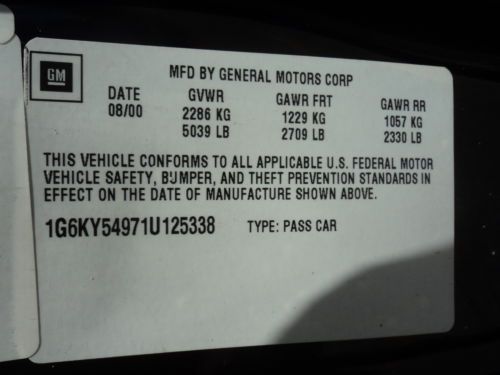 GM
MFD BY GENERAL MOTORS CORP
DATE GVWR GAWR FRT GAWR RR
08/00 2286 KG 1229 KG 1057 KG
5039 LB 2709 LB 2330 LB
THIS VEHICLE CONFORMS TO ALL APPLICABLE U.S. FEDERAL MOTOR
VEHICLE SAFETY, BUMPER, AND THEFT PREVENTION STANDARDS IN
EFFECT ON THE DATE OF MANUFACTURE SHOWN ABOVE.
1G6KY54971U125338 TYPE: PASS CAR